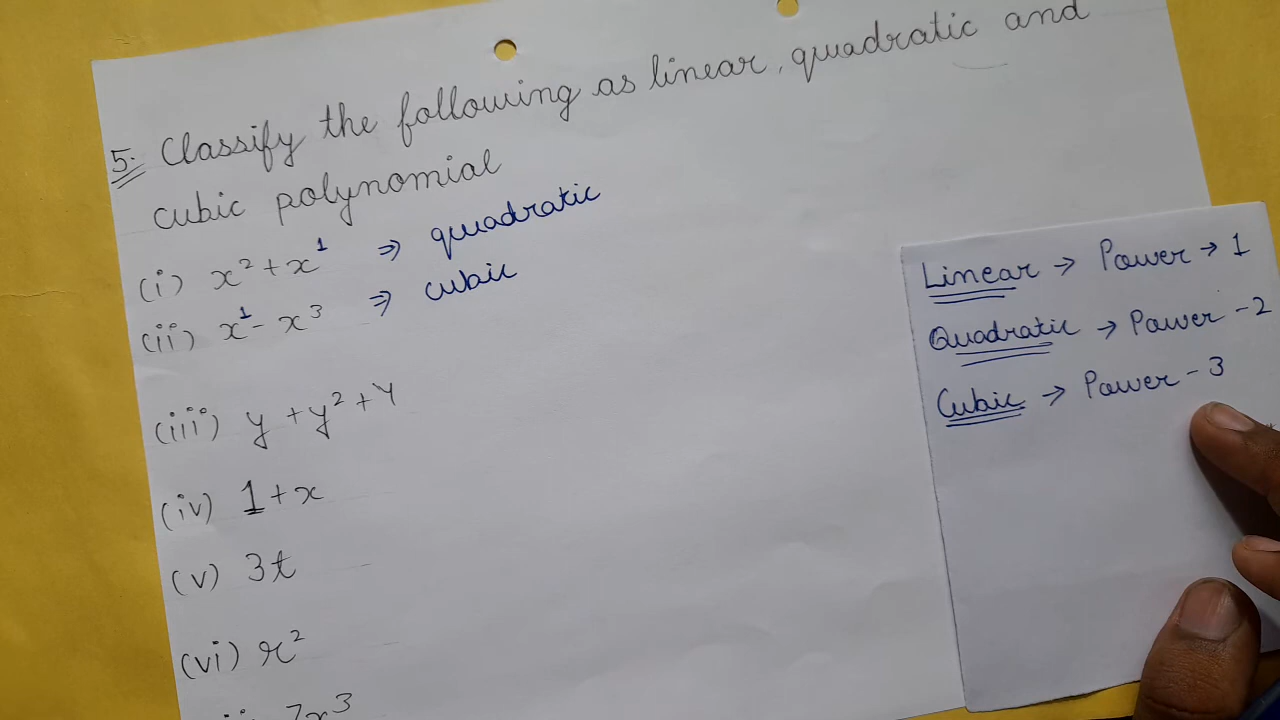 5. Classify the following as linear, quadratic and
cubic polynomial
(i) x² + x¹ ⇒ quadratic
(ii) x¹ - x³ ⇒ cubic
(iii) y + y² + 4
(iv) 1 + x
(v) 3t
(vi) r²
7x³
Linear → Power → 1
Quadratic → Power - 2
Cubic → Power - 3